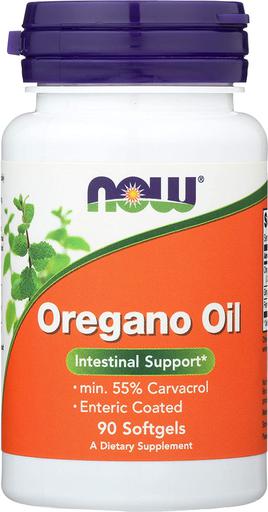 NOW®
Oregano Oil
Intestinal Support*
• min. 55% Carvacrol
• Enteric Coated
90 Softgels
A Dietary Supplement